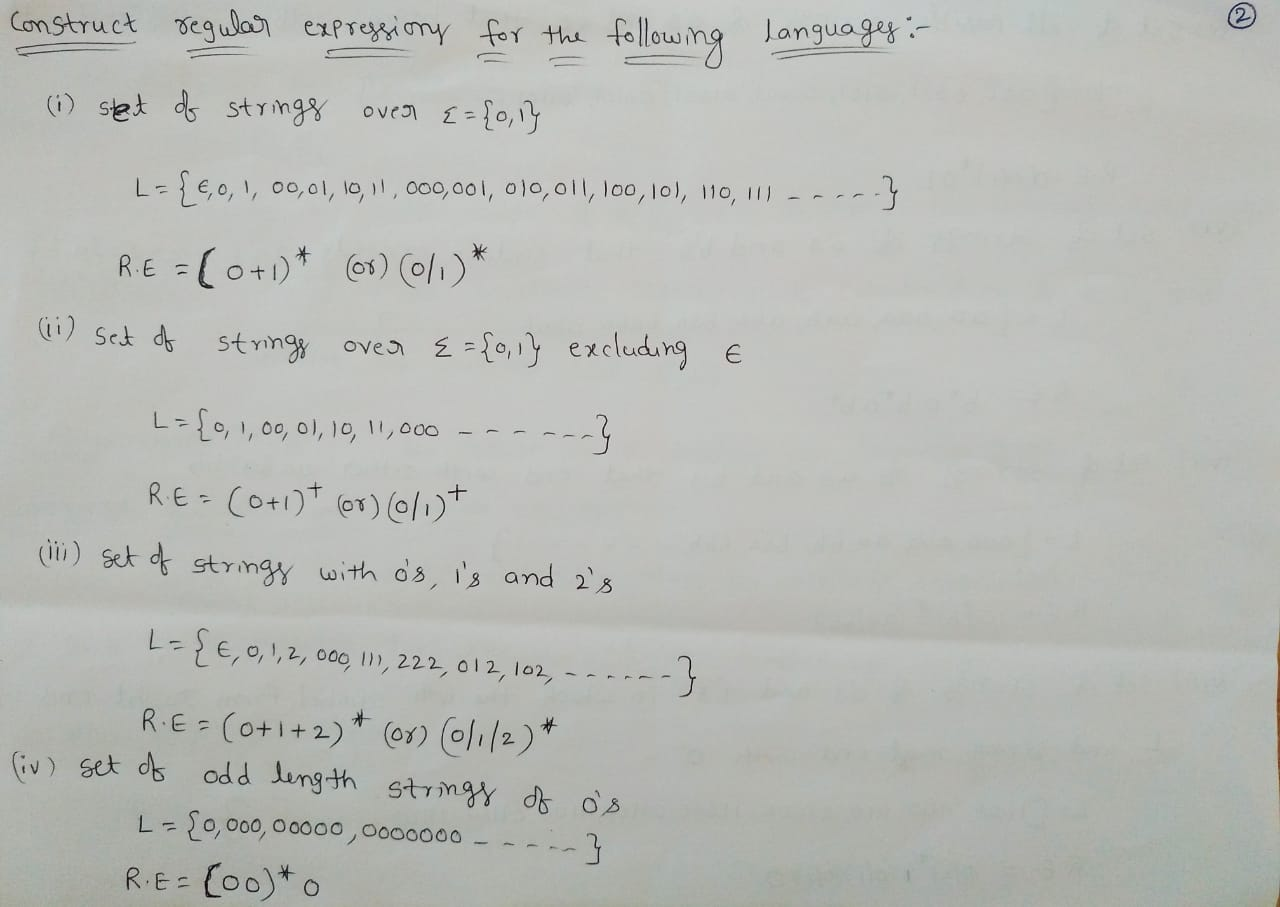 Construct regular expressions for the following languages :- ②
(i) set of strings over Σ = {0,1}
L = {ϵ, 0, 1, 00, 01, 10, 11, 000, 001, 010, 011, 100, 101, 110, 111 - - - - -}
R.E = (0+1)* (or) (0/1)*
(ii) set of strings over Σ = {0,1} excluding ϵ
L = {0, 1, 00, 01, 10, 11, 000 - - - - - -}
R.E = (0+1)+ (or) (0/1)+
(iii) set of strings with 0's, 1's and 2's
L = {ϵ, 0, 1, 2, 000, 111, 222, 012, 102, - - - - - -}
R.E = (0+1+2)* (or) (0/1/2)*
(iv) set of odd length strings of 0's
L = {0, 000, 00000, 0000000 - - - - -}
R.E = (00)* 0